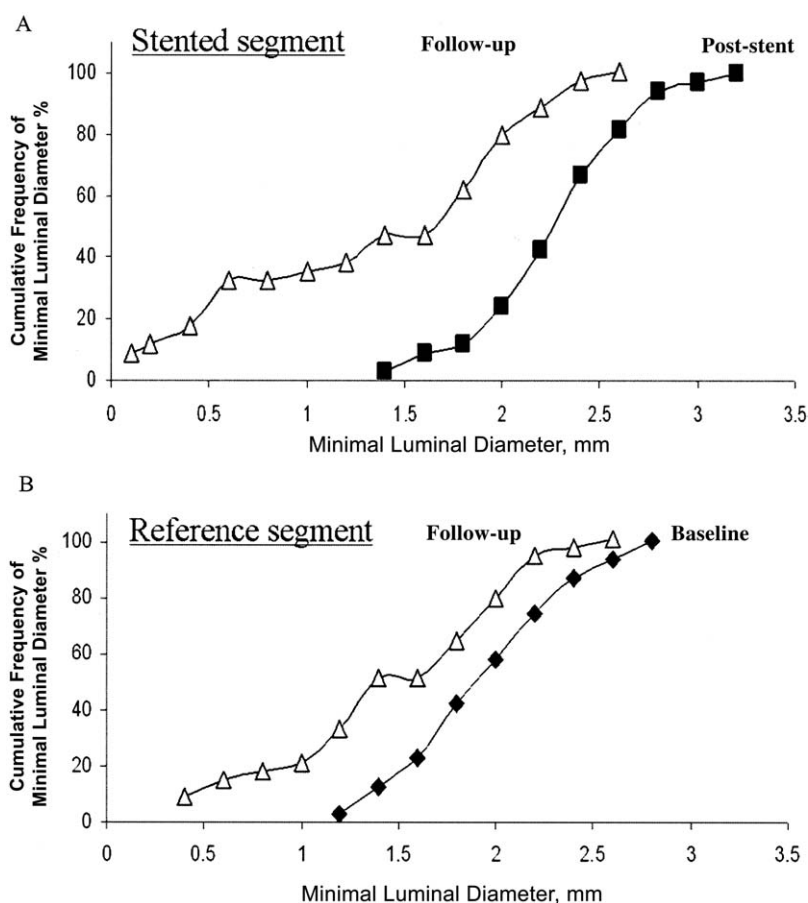 A
Stented segment
Follow-up
Post-stent
Cumulative Frequency of
Minimal Luminal Diameter %
100
80
60
40
20
0
0
0.5
1
1.5
2
2.5
3
3.5
Minimal Luminal Diameter, mm
B
Reference segment
Follow-up
Baseline
Cumulative Frequency of
Minimal Luminal Diameter %
100
80
60
40
20
0
0
0.5
1
1.5
2
2.5
3
3.5
Minimal Luminal Diameter, mm